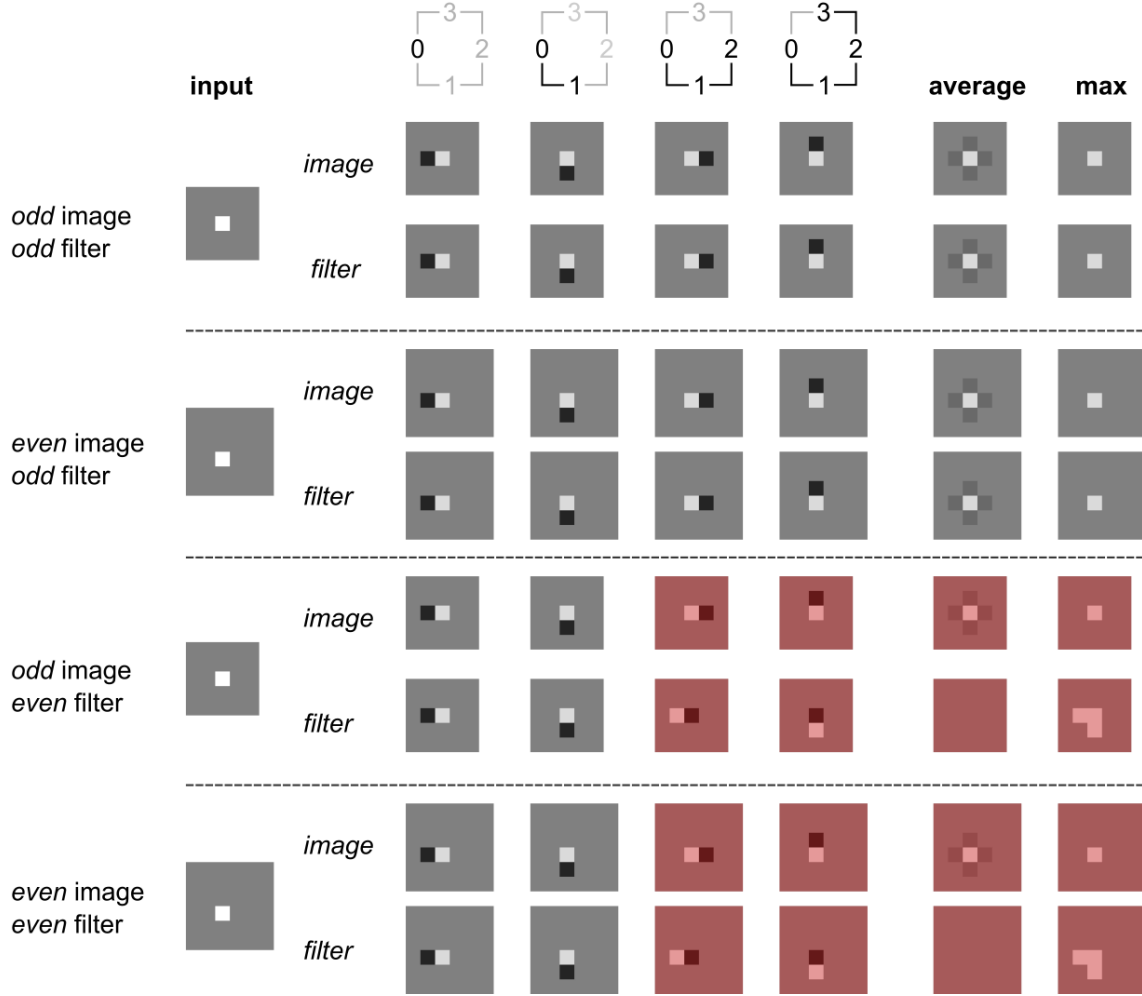 3 3 3 3
0 2 0 2 0 2 0 2
1 1 1 1
input average max
image
odd image
odd filter
filter
image
even image
odd filter
filter
image
odd image
even filter
filter
image
even image
even filter
filter